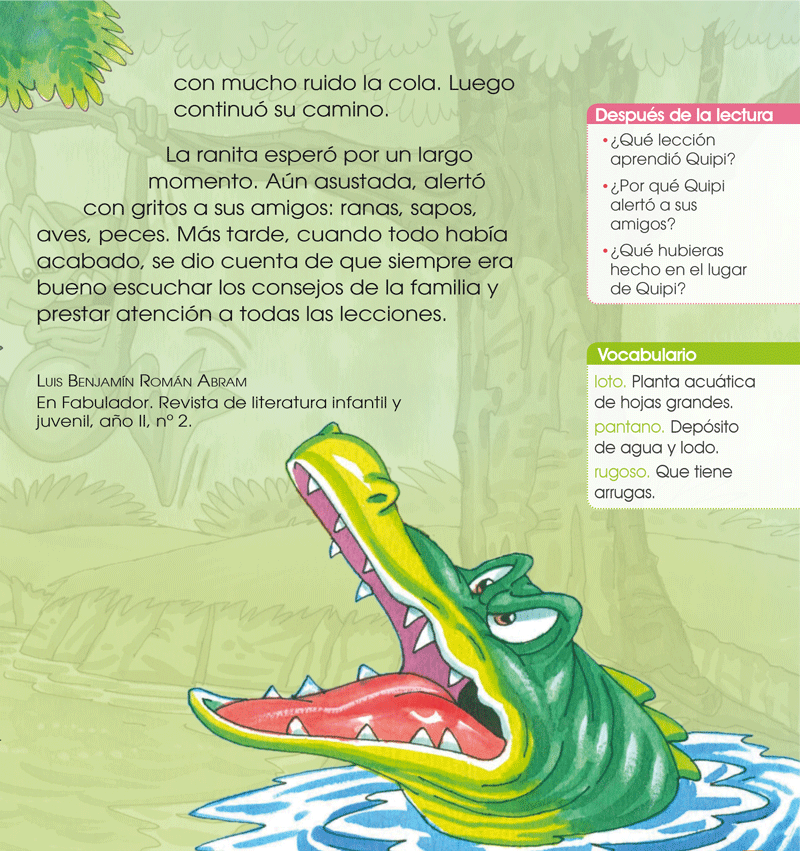 con mucho ruido la cola. Luego
continuó su camino.
La ranita esperó por un largo
momento. Aún asustada, alertó
con gritos a sus amigos: ranas, sapos,
aves, peces. Más tarde, cuando todo había
acabado, se dio cuenta de que siempre era
bueno escuchar los consejos de la familia y
prestar atención a todas las lecciones.
LUIS BENJAMÍN ROMÁN ABRAM
En Fabulador. Revista de literatura infantil y
juvenil, año II, nº 2.
Después de la lectura
• ¿Qué lección
aprendió Quipi?
• ¿Por qué Quipi
alertó a sus
amigos?
• ¿Qué hubieras
hecho en el lugar
de Quipi?
Vocabulario
loto. Planta acuática
de hojas grandes.
pantano. Depósito
de agua y lodo.
rugoso. Que tiene
arrugas.